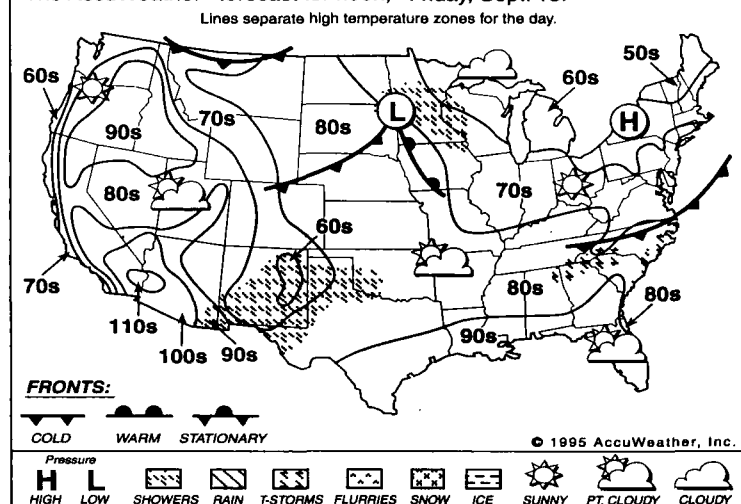 Lines separate high temperature zones for the day.
50s
60s
60s
90s
70s
80s
80s
70s
60s
L
H
70s
110s
100s
90s
80s
90s
80s
FRONTS:
COLD WARM STATIONARY
© 1995 AccuWeather, Inc.
Pressure
H L
HIGH LOW SHOWERS RAIN T-STORMS FLURRIES SNOW ICE SUNNY PT. CLOUDY CLOUDY